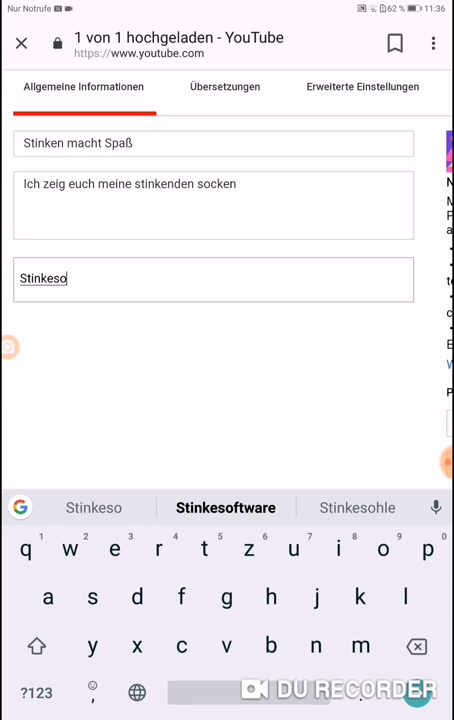 Nur Notrufe 62 % 11:36
1 von 1 hochgeladen - YouTube
https://www.youtube.com
Allgemeine Informationen Übersetzungen Erweiterte Einstellungen
Stinken macht Spaß
Ich zeig euch meine stinkenden socken
Stinkeso
Stinkeso Stinkesoftware Stinkesohle
1 2 3 4 5 6 7 8 9 0
q w e r t z u i o p
a s d f g h j k l
y x c v b n m
?123 , .
DU RECORDER